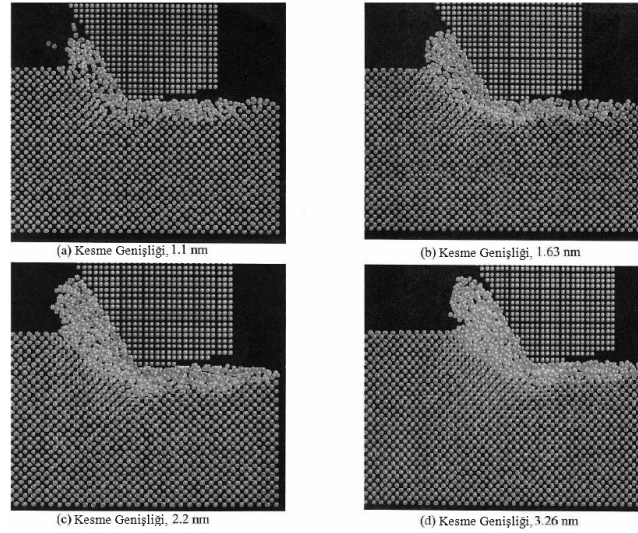 (a) Kesme Genişliği, 1.1 nm
(b) Kesme Genişliği, 1.63 nm
(c) Kesme Genişliği, 2.2 nm
(d) Kesme Genişliği, 3.26 nm